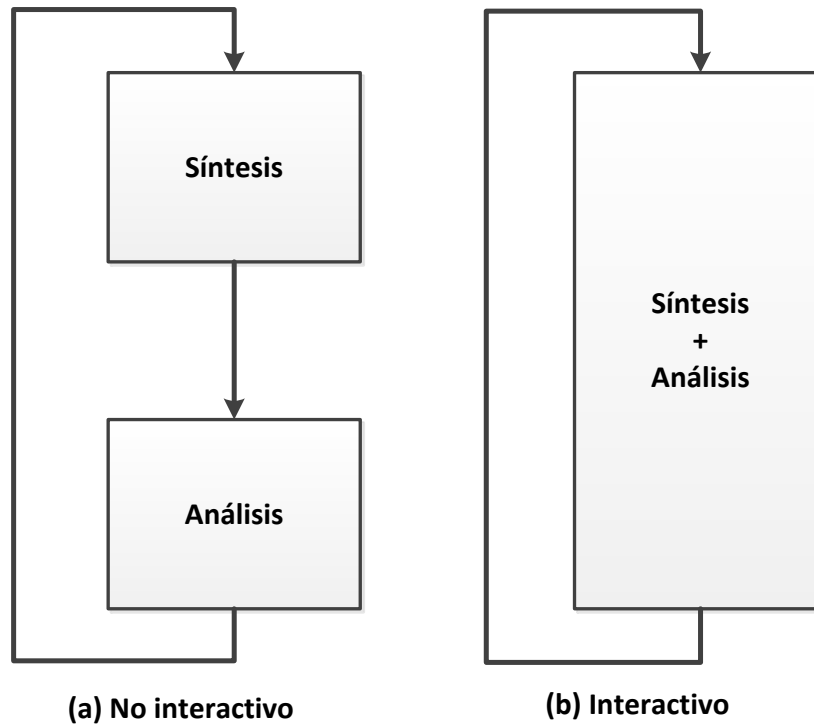 Síntesis
Análisis
(a) No interactivo
Síntesis
+
Análisis
(b) Interactivo